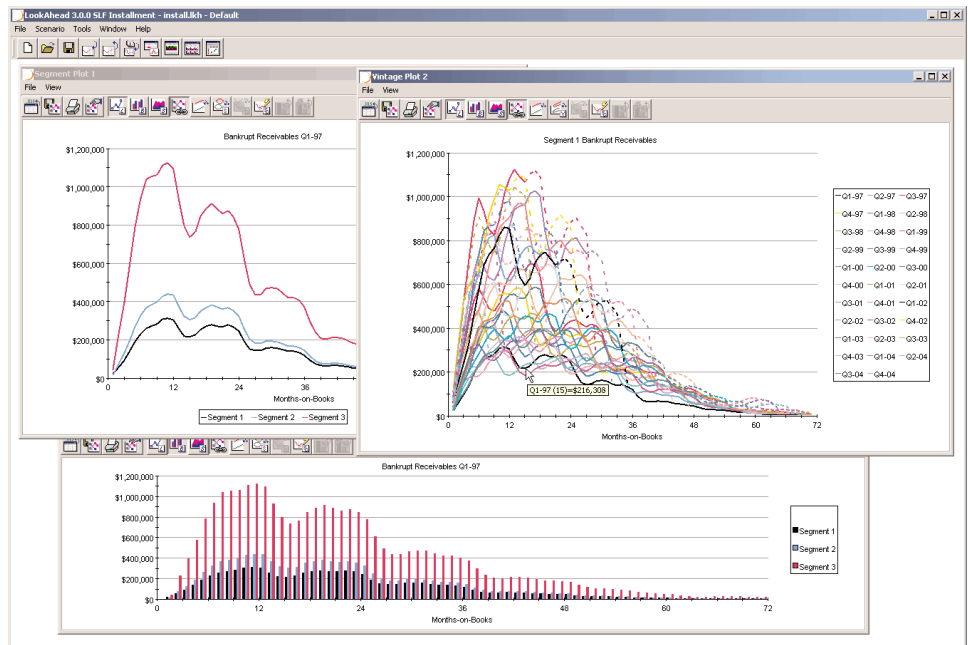 LookAhead 3.0.0 SLF Installment - install.lkh - Default
File Scenario Tools Window Help
Segment Plot 1
File View
Bankrupt Receivables Q1-97
$1,200,000
$1,000,000
$800,000
$600,000
$400,000
$200,000
$0
0 12 24 36
Months-on-Books
Segment 1 Segment 2 Segment 3
Vintage Plot 2
File View
Segment 1 Bankrupt Receivables
$1,200,000
$1,000,000
$800,000
$600,000
$400,000
$200,000
$0
0 12 24 36 48 60 72
Months-on-Books
Q1-97 (15)=$216,308
Q1-97 Q2-97 Q3-97
Q4-97 Q1-98 Q2-98
Q3-98 Q4-98 Q1-99
Q2-99 Q3-99 Q4-99
Q1-00 Q2-00 Q3-00
Q4-00 Q1-01 Q2-01
Q3-01 Q4-01 Q1-02
Q2-02 Q3-02 Q4-02
Q1-03 Q2-03 Q3-03
Q4-03 Q1-04 Q2-04
Q3-04 Q4-04
Bankrupt Receivables Q1-97
$1,200,000
$1,000,000
$800,000
$600,000
$400,000
$200,000
$0
0 12 24 36 48 60 72
Months-on-Books
Segment 1
Segment 2
Segment 3